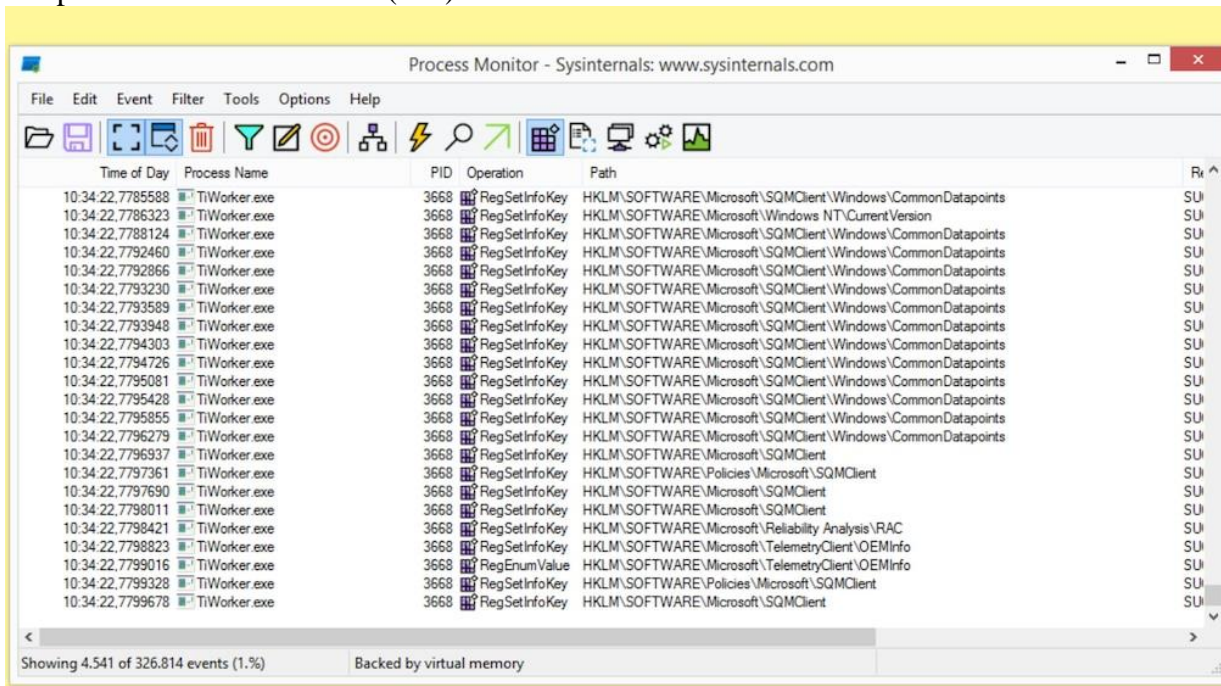 Process Monitor - Sysinternals: www.sysinternals.com
File Edit Event Filter Tools Options Help
Time of Day Process Name PID Operation Path
10:34:22,7785588 TiWorker.exe 3668 RegSetInfoKey HKLM\SOFTWARE\Microsoft\SQMClient\Windows\CommonDatapoints
10:34:22,7786323 TiWorker.exe 3668 RegSetInfoKey HKLM\SOFTWARE\Microsoft\Windows NT\CurrentVersion
10:34:22,7788124 TiWorker.exe 3668 RegSetInfoKey HKLM\SOFTWARE\Microsoft\SQMClient\Windows\CommonDatapoints
10:34:22,7792460 TiWorker.exe 3668 RegSetInfoKey HKLM\SOFTWARE\Microsoft\SQMClient\Windows\CommonDatapoints
10:34:22,7792866 TiWorker.exe 3668 RegSetInfoKey HKLM\SOFTWARE\Microsoft\SQMClient\Windows\CommonDatapoints
10:34:22,7793230 TiWorker.exe 3668 RegSetInfoKey HKLM\SOFTWARE\Microsoft\SQMClient\Windows\CommonDatapoints
10:34:22,7793589 TiWorker.exe 3668 RegSetInfoKey HKLM\SOFTWARE\Microsoft\SQMClient\Windows\CommonDatapoints
10:34:22,7793948 TiWorker.exe 3668 RegSetInfoKey HKLM\SOFTWARE\Microsoft\SQMClient\Windows\CommonDatapoints
10:34:22,7794303 TiWorker.exe 3668 RegSetInfoKey HKLM\SOFTWARE\Microsoft\SQMClient\Windows\CommonDatapoints
10:34:22,7794726 TiWorker.exe 3668 RegSetInfoKey HKLM\SOFTWARE\Microsoft\SQMClient\Windows\CommonDatapoints
10:34:22,7795081 TiWorker.exe 3668 RegSetInfoKey HKLM\SOFTWARE\Microsoft\SQMClient\Windows\CommonDatapoints
10:34:22,7795428 TiWorker.exe 3668 RegSetInfoKey HKLM\SOFTWARE\Microsoft\SQMClient\Windows\CommonDatapoints
10:34:22,7795855 TiWorker.exe 3668 RegSetInfoKey HKLM\SOFTWARE\Microsoft\SQMClient\Windows\CommonDatapoints
10:34:22,7796279 TiWorker.exe 3668 RegSetInfoKey HKLM\SOFTWARE\Microsoft\SQMClient\Windows\CommonDatapoints
10:34:22,7796937 TiWorker.exe 3668 RegSetInfoKey HKLM\SOFTWARE\Microsoft\SQMClient
10:34:22,7797361 TiWorker.exe 3668 RegSetInfoKey HKLM\SOFTWARE\Policies\Microsoft\SQMClient
10:34:22,7797690 TiWorker.exe 3668 RegSetInfoKey HKLM\SOFTWARE\Microsoft\SQMClient
10:34:22,7798011 TiWorker.exe 3668 RegSetInfoKey HKLM\SOFTWARE\Microsoft\SQMClient
10:34:22,7798421 TiWorker.exe 3668 RegSetInfoKey HKLM\SOFTWARE\Microsoft\Reliability Analysis\RAC
10:34:22,7798823 TiWorker.exe 3668 RegSetInfoKey HKLM\SOFTWARE\Microsoft\TelemetryClient\OEMInfo
10:34:22,7799016 TiWorker.exe 3668 RegEnumValue HKLM\SOFTWARE\Microsoft\TelemetryClient\OEMInfo
10:34:22,7799328 TiWorker.exe 3668 RegSetInfoKey HKLM\SOFTWARE\Policies\Microsoft\SQMClient
10:34:22,7799678 TiWorker.exe 3668 RegSetInfoKey HKLM\SOFTWARE\Microsoft\SQMClient
Showing 4.541 of 326.814 events (1.%) Backed by virtual memory